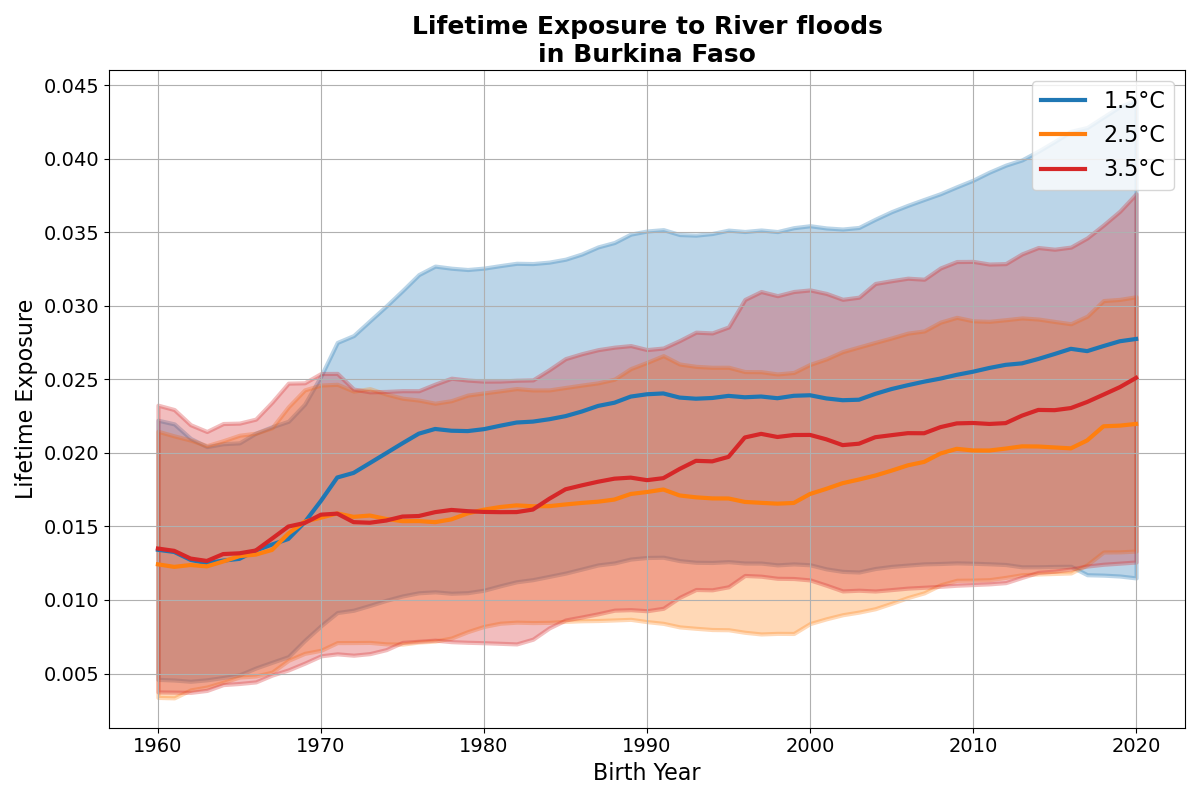 Lifetime Exposure to River floods
in Burkina Faso
1.5°C
2.5°C
3.5°C
Lifetime Exposure
0.045
0.040
0.035
0.030
0.025
0.020
0.015
0.010
0.005
1960 1970 1980 1990 2000 2010 2020
Birth Year